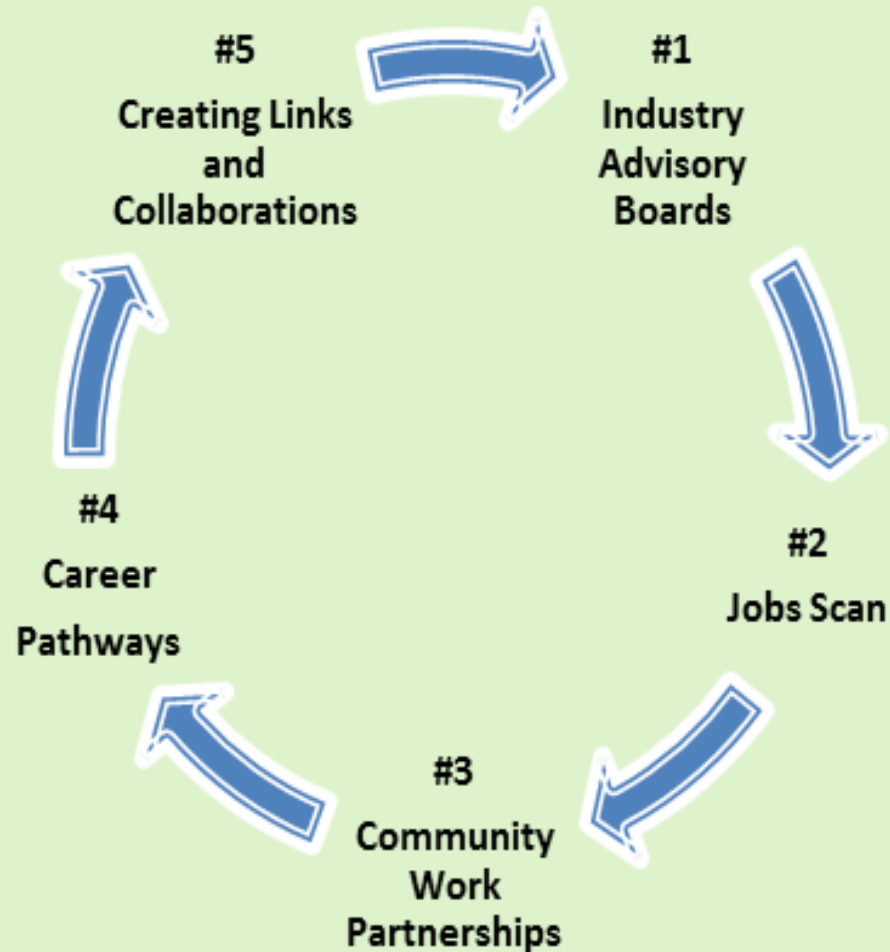 #1
Industry
Advisory
Boards
#2
Jobs Scan
#3
Community
Work
Partnerships
#4
Career
Pathways
#5
Creating Links
and
Collaborations